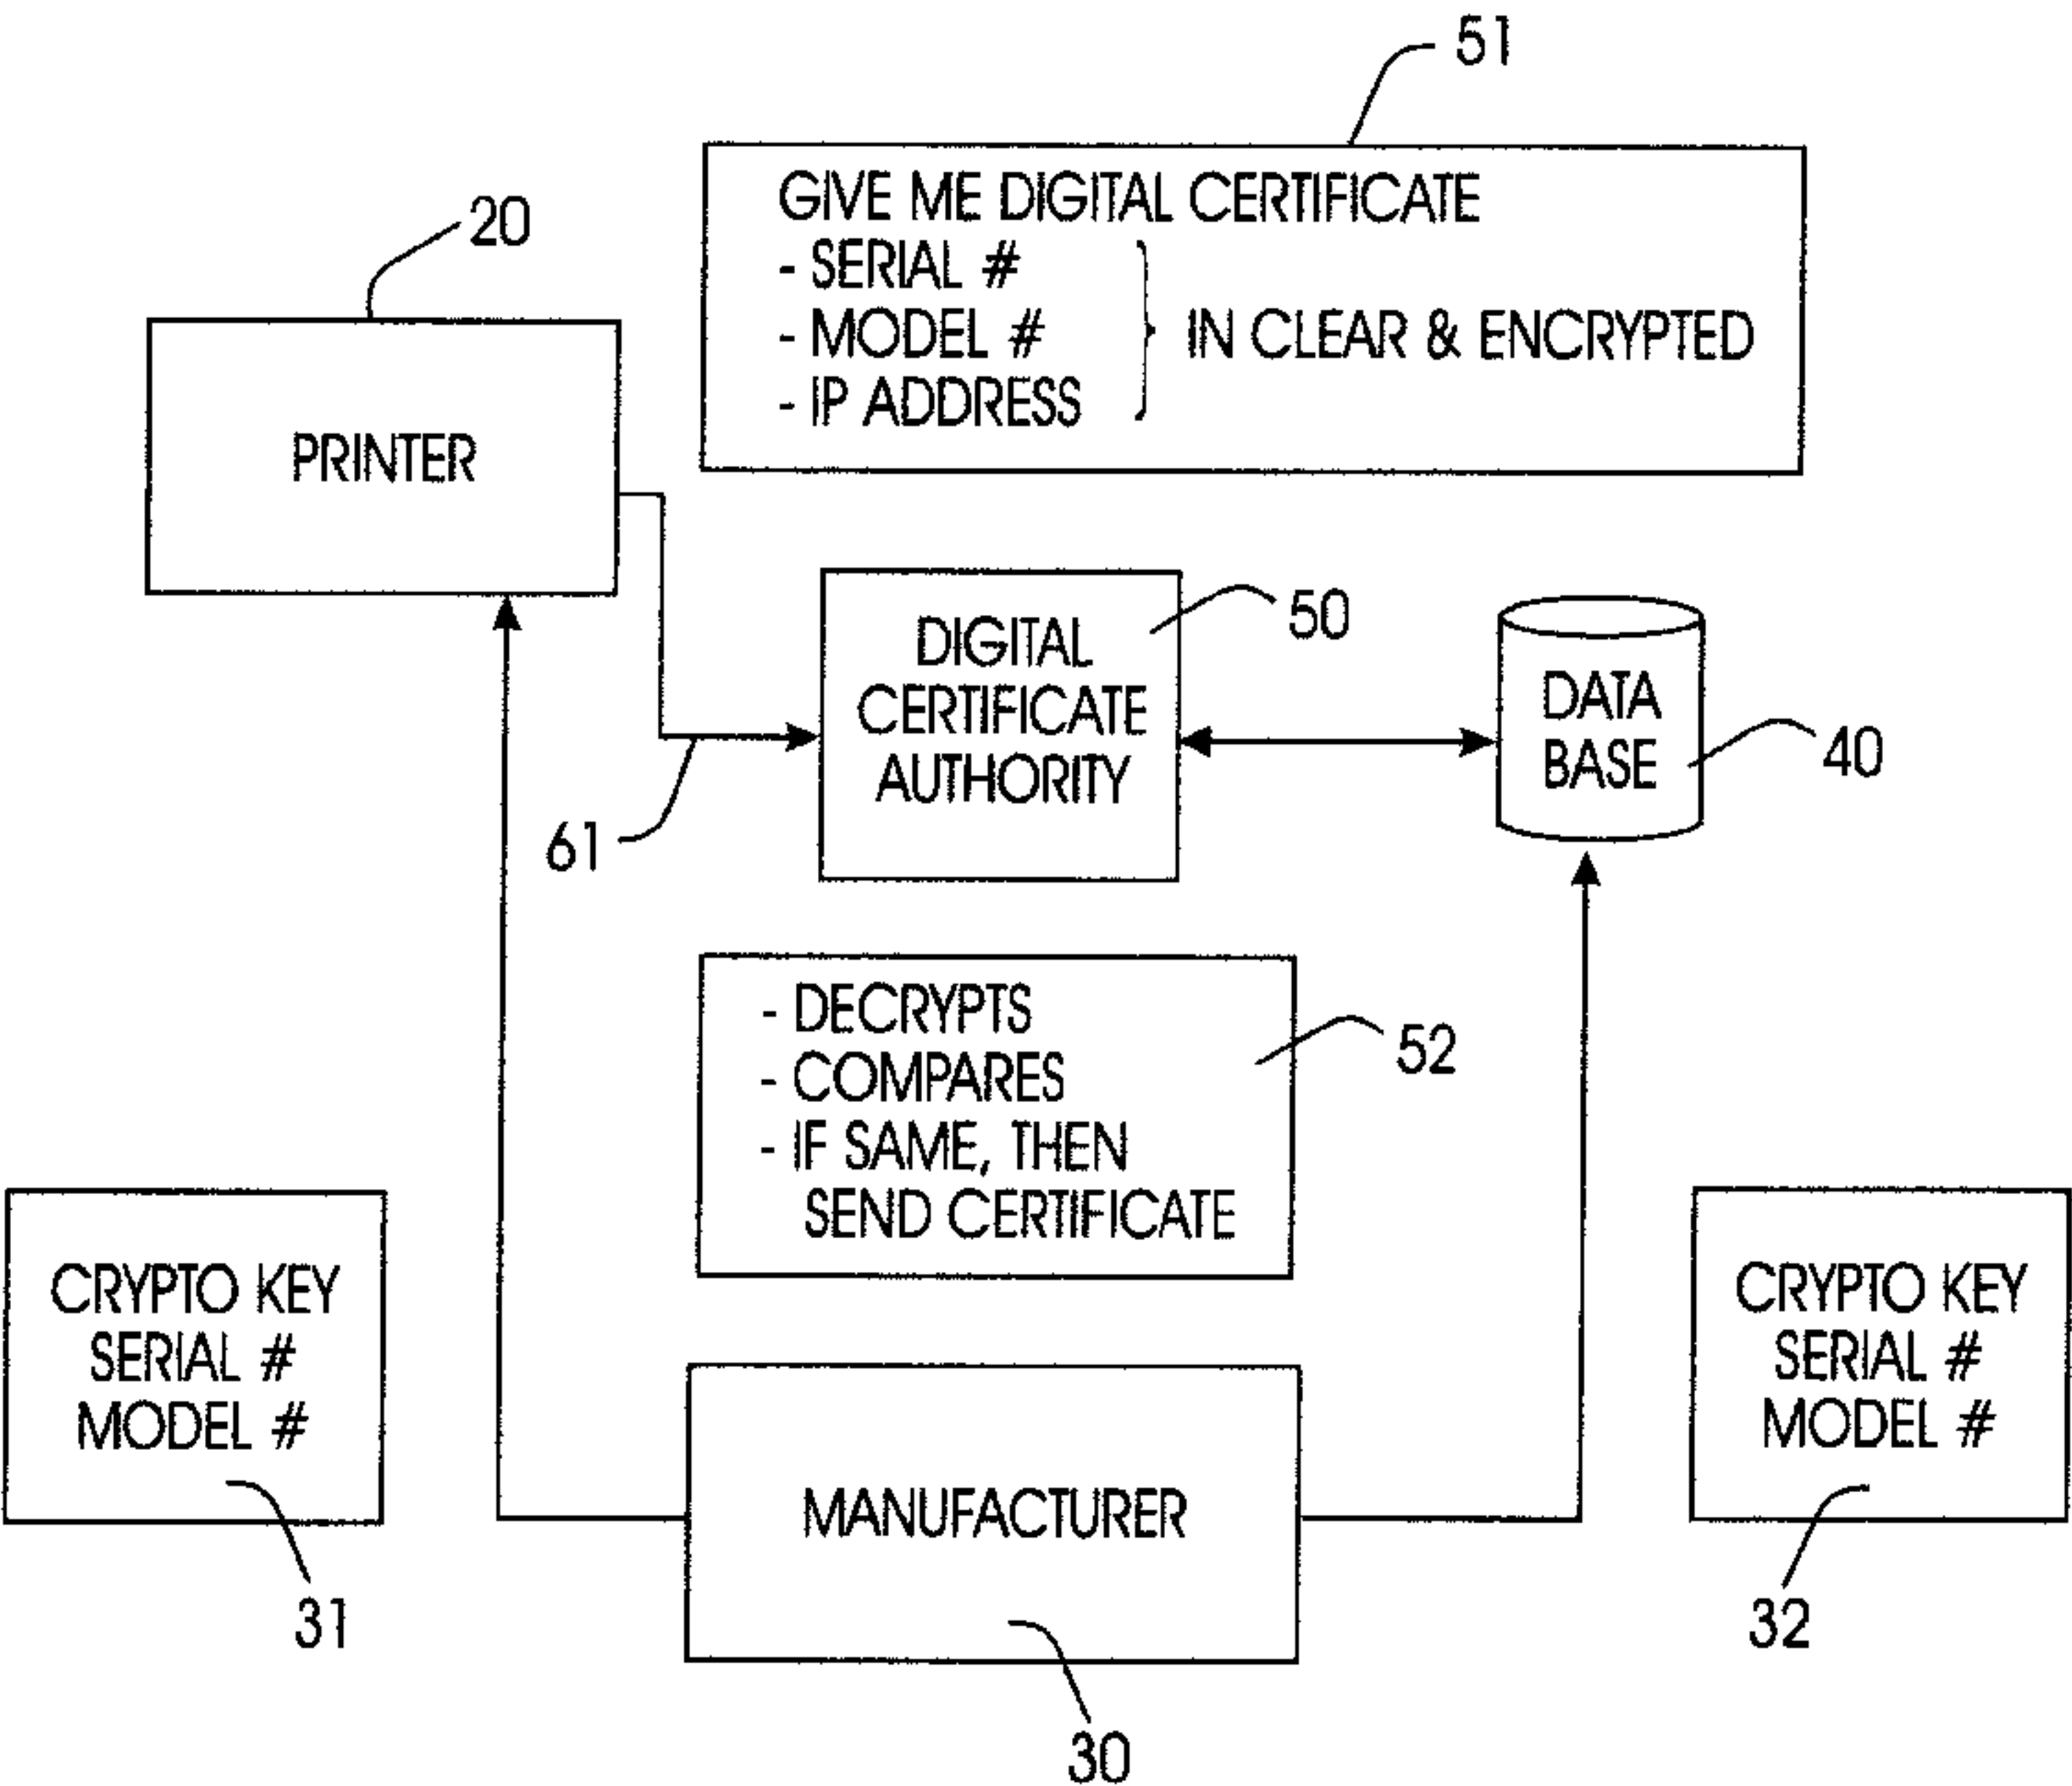 51
GIVE ME DIGITAL CERTIFICATE
- SERIAL #
- MODEL #
- IP ADDRESS
IN CLEAR & ENCRYPTED
20
PRINTER
DIGITAL
CERTIFICATE
AUTHORITY
50
DATA
BASE
40
61
- DECRYPTS
- COMPARES
- IF SAME, THEN
SEND CERTIFICATE
52
CRYPTO KEY
SERIAL #
MODEL #
31
MANUFACTURER
30
CRYPTO KEY
SERIAL #
MODEL #
32